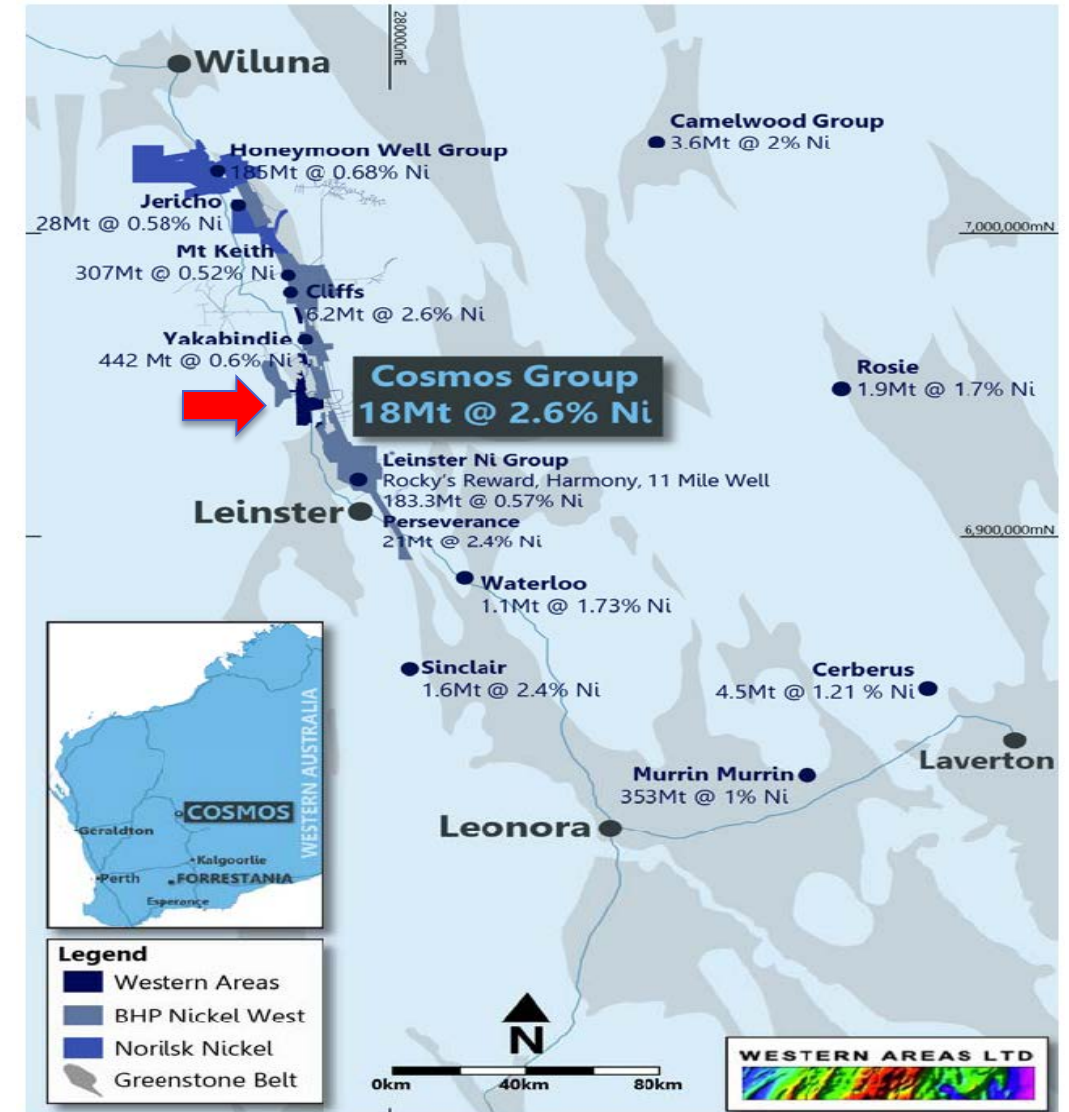 280000mE
Wiluna
Camelwood Group
3.6Mt @ 2% Ni
Honeymoon Well Group
185Mt @ 0.68% Ni
Jericho
28Mt @ 0.58% Ni
7,000,000mN
Mt Keith
307Mt @ 0.52% Ni
Cliffs
6.2Mt @ 2.6% Ni
Yakabindie
442 Mt @ 0.6% Ni
Rosie
1.9Mt @ 1.7% Ni
Cosmos Group
18Mt @ 2.6% Ni
Leinster Ni Group
Rocky's Reward, Harmony, 11 Mile Well
183.3Mt @ 0.57% Ni
Leinster
Perseverance
21Mt @ 2.4% Ni
6,900,000mN
Waterloo
1.1Mt @ 1.73% Ni
Sinclair
1.6Mt @ 2.4% Ni
Cerberus
4.5Mt @ 1.21 % Ni
Laverton
Murrin Murrin
353Mt @ 1% Ni
Leonora
WESTERN AUSTRALIA
COSMOS
Geraldton
Kalgoorlie
Perth
FORRESTANIA
Esperance
Legend
Western Areas
BHP Nickel West
Norilsk Nickel
Greenstone Belt
N
0km 40km 80km
WESTERN AREAS LTD